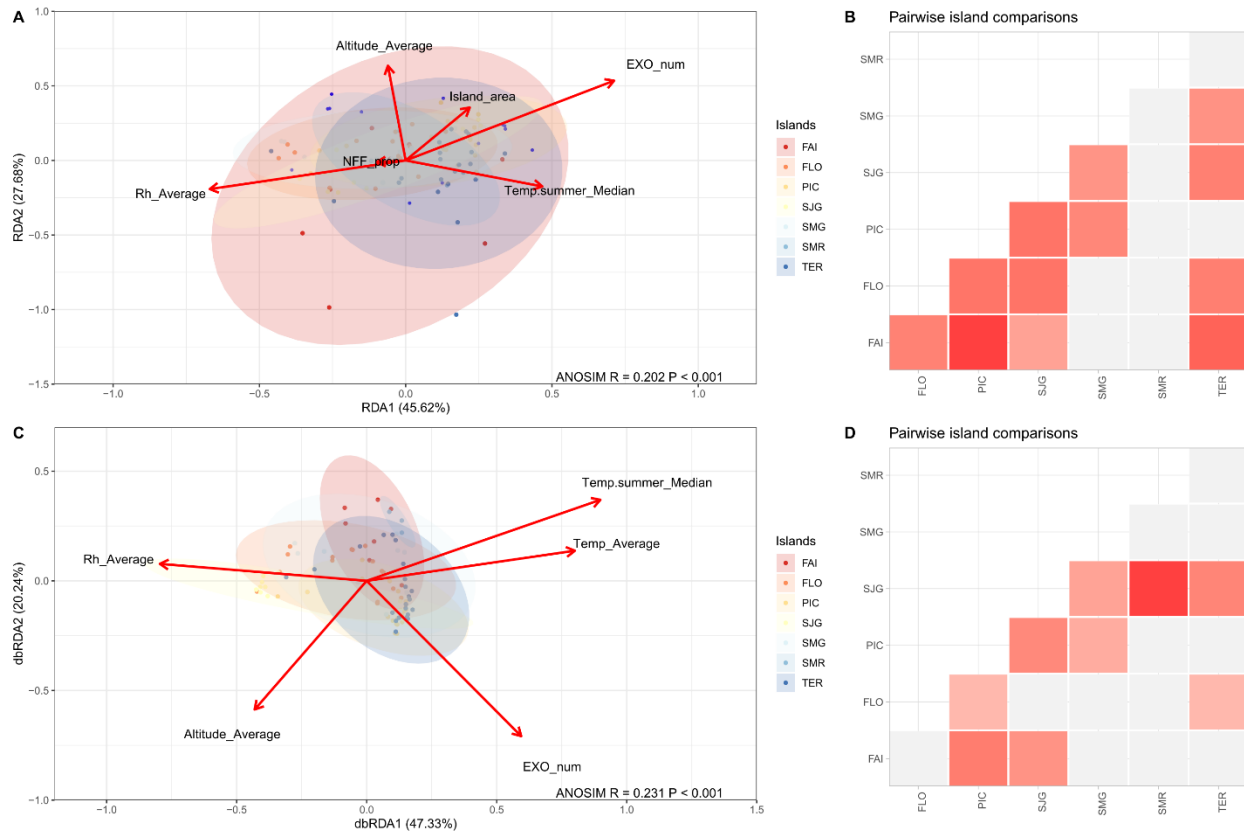 A
1.0
0.5
0.0
−0.5
−1.0
−1.5
RDA2 (27.68%)
Altitude_Average
EXO_num
Island_area
NFF_prop
Rh_Average
Temp.summer_Median
ANOSIM R = 0.202 P < 0.001
−1.0
−0.5
0.0
0.5
1.0
RDA1 (45.62%)
Islands
FAI
FLO
PIC
SJG
SMG
SMR
TER
B
Pairwise island comparisons
SMR
SMG
SJG
PIC
FLO
FAI
FLO
PIC
SJG
SMG
SMR
TER
C
0.5
0.0
−0.5
−1.0
dbRDA2 (20.24%)
Temp.summer_Median
Temp_Average
Rh_Average
Altitude_Average
EXO_num
ANOSIM R = 0.231 P < 0.001
−1.0
−0.5
0.0
0.5
1.0
1.5
dbRDA1 (47.33%)
Islands
FAI
FLO
PIC
SJG
SMG
SMR
TER
D
Pairwise island comparisons
SMR
SMG
SJG
PIC
FLO
FAI
FLO
PIC
SJG
SMG
SMR
TER